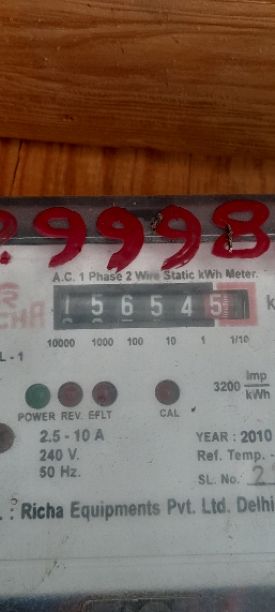 9998
A.C. 1 Phase 2 Wire Static kWh Meter.
1 5 6 5 4 5 k
10000 1000 100 10 1 1/10
L - 1
3200 Imp/kWh
POWER REV. EFLT CAL
2.5 - 10 A YEAR : 2010
240 V. Ref. Temp. -
50 Hz. SL. No. 2
. : Richa Equipments Pvt. Ltd. Delhi